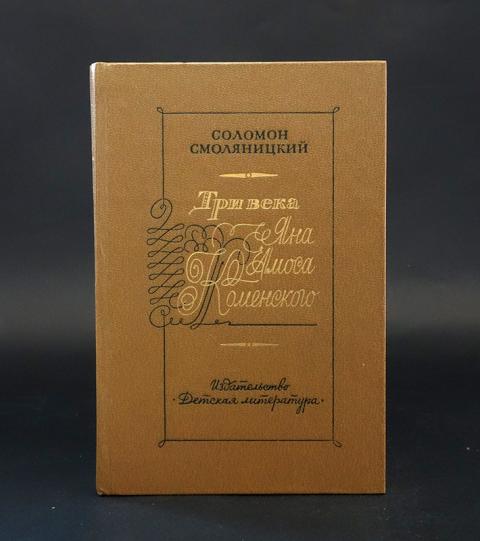 СОЛОМОН
СМОЛЯНИЦКИЙ
Три века
Яна
Амоса
Коменского
Издательство
·Детская литература·